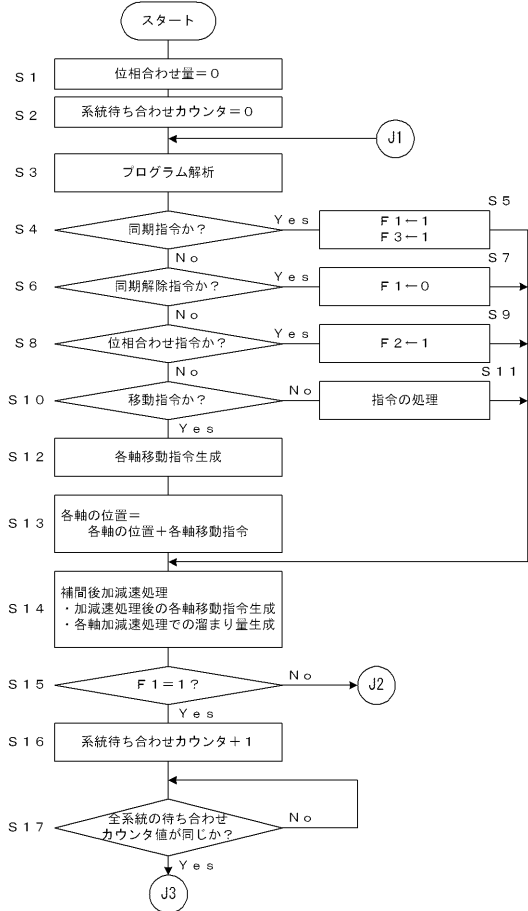 スタート
S1
位相合わせ量=0
S2
系統待ち合わせカウンタ=0
J1
S3
プログラム解析
S4
同期指令か?
Yes
S5
F1←1
F3←1
No
S6
同期解除指令か?
Yes
S7
F1←0
No
S8
位相合わせ指令か?
Yes
S9
F2←1
No
S10
移動指令か?
No
S11
指令の処理
Yes
S12
各軸移動指令生成
S13
各軸の位置=
各軸の位置+各軸移動指令
S14
補間後加減速処理
・加減速処理後の各軸移動指令生成
・各軸加減速処理での溜まり量生成
S15
F1=1?
No
J2
Yes
S16
系統待ち合わせカウンタ+1
S17
全系統の待ち合わせ
カウンタ値が同じか?
No
Yes
J3